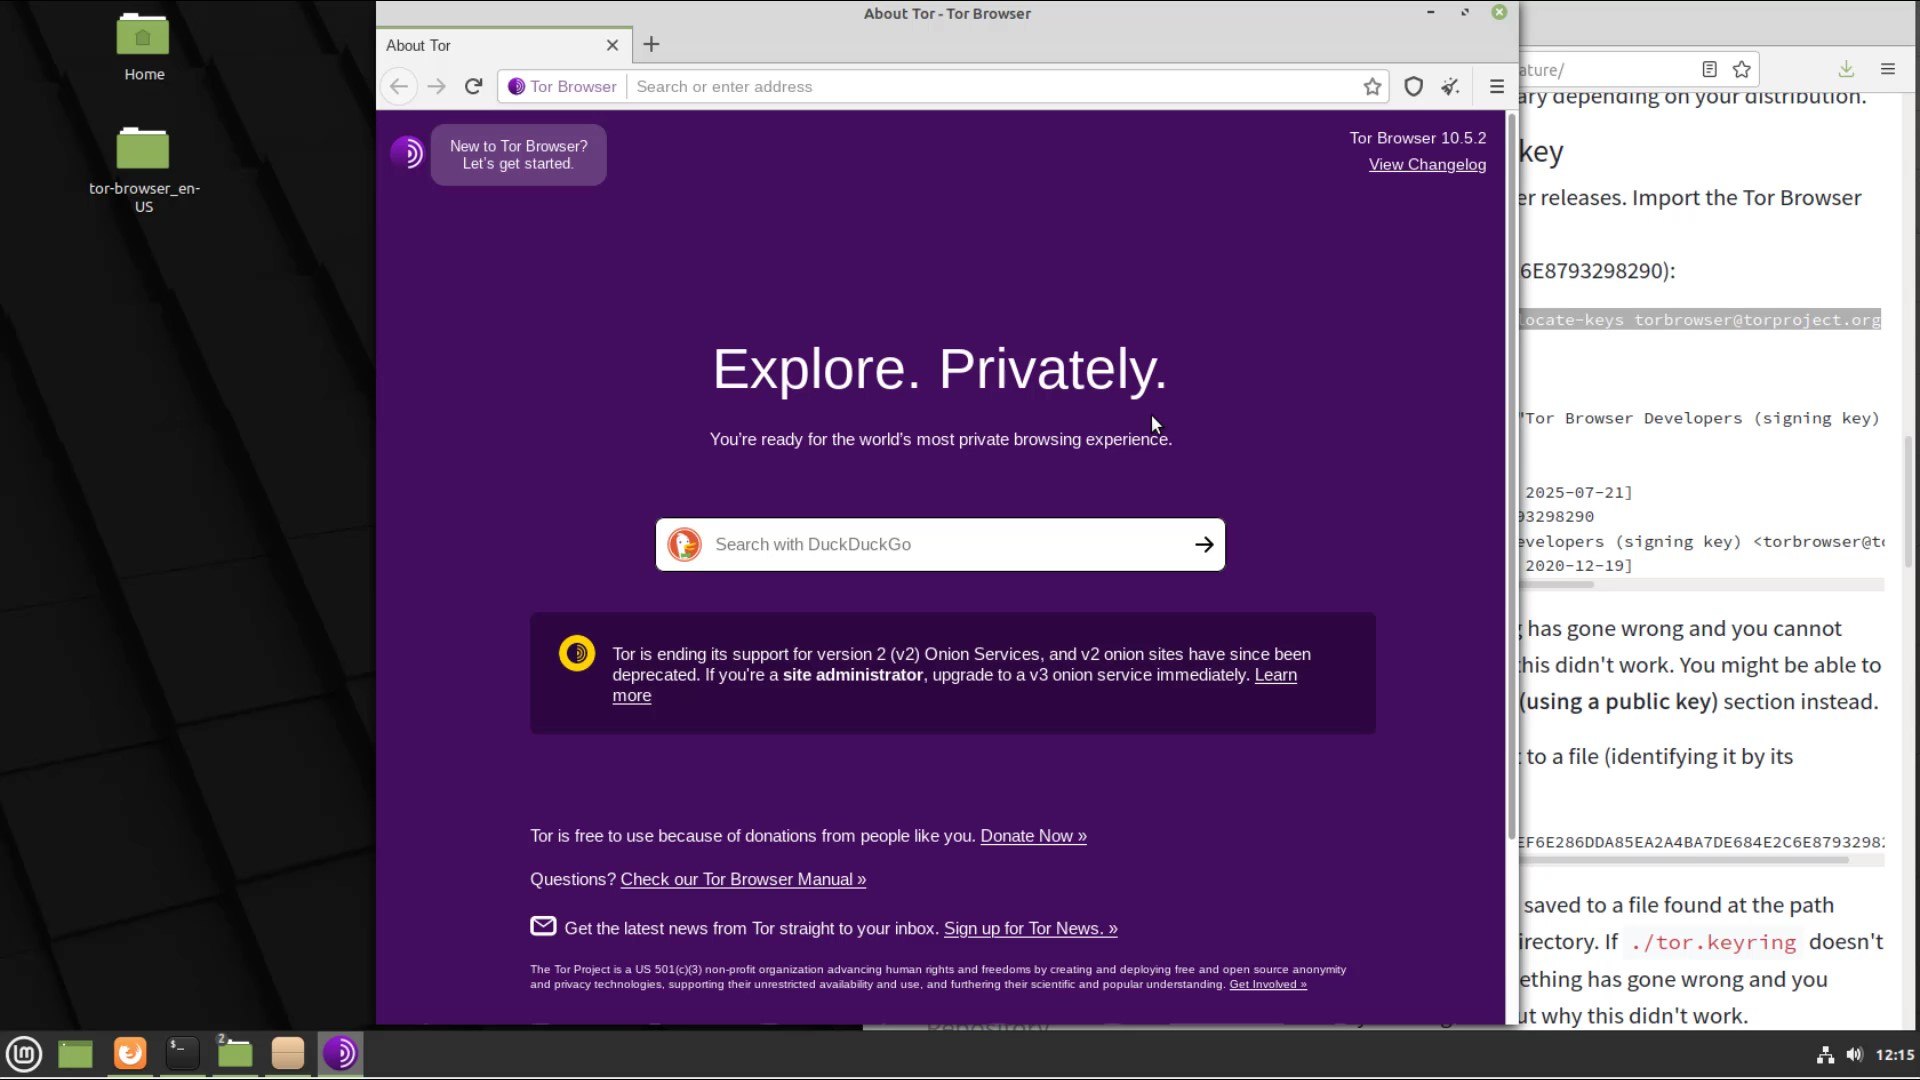 Home
tor-browser_en-
US
About Tor - Tor Browser
About Tor
Tor Browser
Search or enter address
New to Tor Browser?
Let's get started.
Tor Browser 10.5.2
View Changelog
Explore. Privately.
You're ready for the world's most private browsing experience.
Search with DuckDuckGo
Tor is ending its support for version 2 (v2) Onion Services, and v2 onion sites have since been
deprecated. If you're a site administrator, upgrade to a v3 onion service immediately. Learn
more
Tor is free to use because of donations from people like you. Donate Now »
Questions? Check our Tor Browser Manual »
Get the latest news from Tor straight to your inbox. Sign up for Tor News. »
The Tor Project is a US 501(c)(3) non-profit organization advancing human rights and freedoms by creating and deploying free and open source anonymity
and privacy technologies, supporting their unrestricted availability and use, and furthering their scientific and popular understanding. Get Involved »
ature/
ary depending on your distribution.
key
er releases. Import the Tor Browser
6E8793298290):
locate-keys torbrowser@torproject.org
"Tor Browser Developers (signing key)
2025-07-21]
93298290
evelopers (signing key) <torbrowser@to
2020-12-19]
g has gone wrong and you cannot
this didn't work. You might be able to
(using a public key) section instead.
to a file (identifying it by its
EF6E286DDA85EA2A4BA7DE684E2C6E87932982
saved to a file found at the path
irectory. If ./tor.keyring doesn't
ething has gone wrong and you
ut why this didn't work.
2
12:15